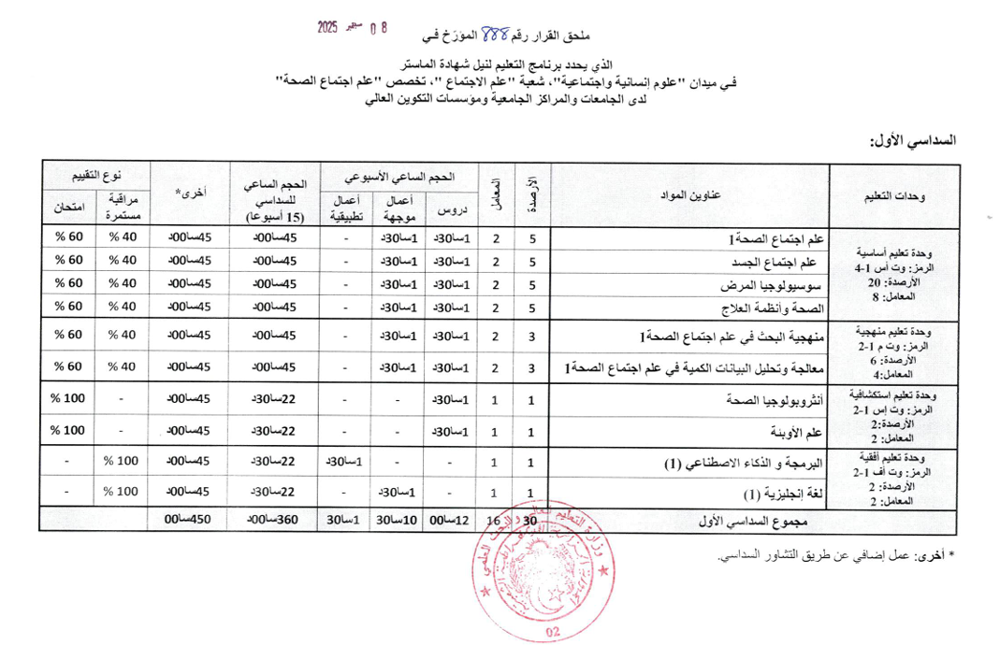 ملحق القرار رقم 888 المؤرّخ في 08 سبتمبر 2025
الذي يحدد برنامج التعليم لنيل شهادة الماستر
في ميدان "علوم إنسانية واجتماعية"، شعبة "علم الاجتماع"، تخصص "علم اجتماع الصحة"
لدى الجامعات والمراكز الجامعية ومؤسسات التكوين العالي
السداسي الأول:
وحدات التعليم | عناوين المواد | الأرصدة | المعامل | الحجم الساعي الأسبوعي | الحجم الساعي للسداسي (15 أسبوعا) | أخرى* | نوع التقييم
دروس | أعمال موجهة | أعمال تطبيقية | مراقبة مستمرة | امتحان
وحدة تعليم أساسية
الرمز: وت أس 1-4
الأرصدة: 20
المعامل: 8
علم اجتماع الصحة1 | 5 | 2 | 1سا30د | 1سا30د | - | 45سا00د | 45سا00د | 40 % | 60 %
علم اجتماع الجسد | 5 | 2 | 1سا30د | 1سا30د | - | 45سا00د | 45سا00د | 40 % | 60 %
سوسيولوجيا المرض | 5 | 2 | 1سا30د | 1سا30د | - | 45سا00د | 45سا00د | 40 % | 60 %
الصحة وأنظمة العلاج | 5 | 2 | 1سا30د | 1سا30د | - | 45سا00د | 45سا00د | 40 % | 60 %
وحدة تعليم منهجية
الرمز: وت م 1-2
الأرصدة: 6
المعامل:4
منهجية البحث في علم اجتماع الصحة1 | 3 | 2 | 1سا30د | 1سا30د | - | 45سا00د | 45سا00د | 40 % | 60 %
معالجة وتحليل البيانات الكمية في علم اجتماع الصحة1 | 3 | 2 | 1سا30د | 1سا30د | - | 45سا00د | 45سا00د | 40 % | 60 %
وحدة تعليم استكشافية
الرمز: وت إس 1-2
الأرصدة:2
المعامل: 2
أنثروبولوجيا الصحة | 1 | 1 | 1سا30د | - | - | 22سا30د | 45سا00د | - | 100 %
علم الأوبئة | 1 | 1 | 1سا30د | - | - | 22سا30د | 45سا00د | - | 100 %
وحدة تعليم أفقية
الرمز: وت أف 1-2
الأرصدة: 2
المعامل: 2
البرمجة و الذكاء الاصطناعي (1) | 1 | 1 | - | - | 1سا30د | 22سا30د | 45سا00د | 100 % | -
لغة إنجليزية (1) | 1 | 1 | - | 1سا30د | - | 22سا30د | 45سا00د | 100 % | -
مجموع السداسي الأول | 30 | 16 | 12سا00 | 10سا30 | 1سا30 | 360سا00د | 450سا00
* أخرى: عمل إضافي عن طريق التشاور السداسي.
وزارة التعليم العالي و البحث العلمي
02